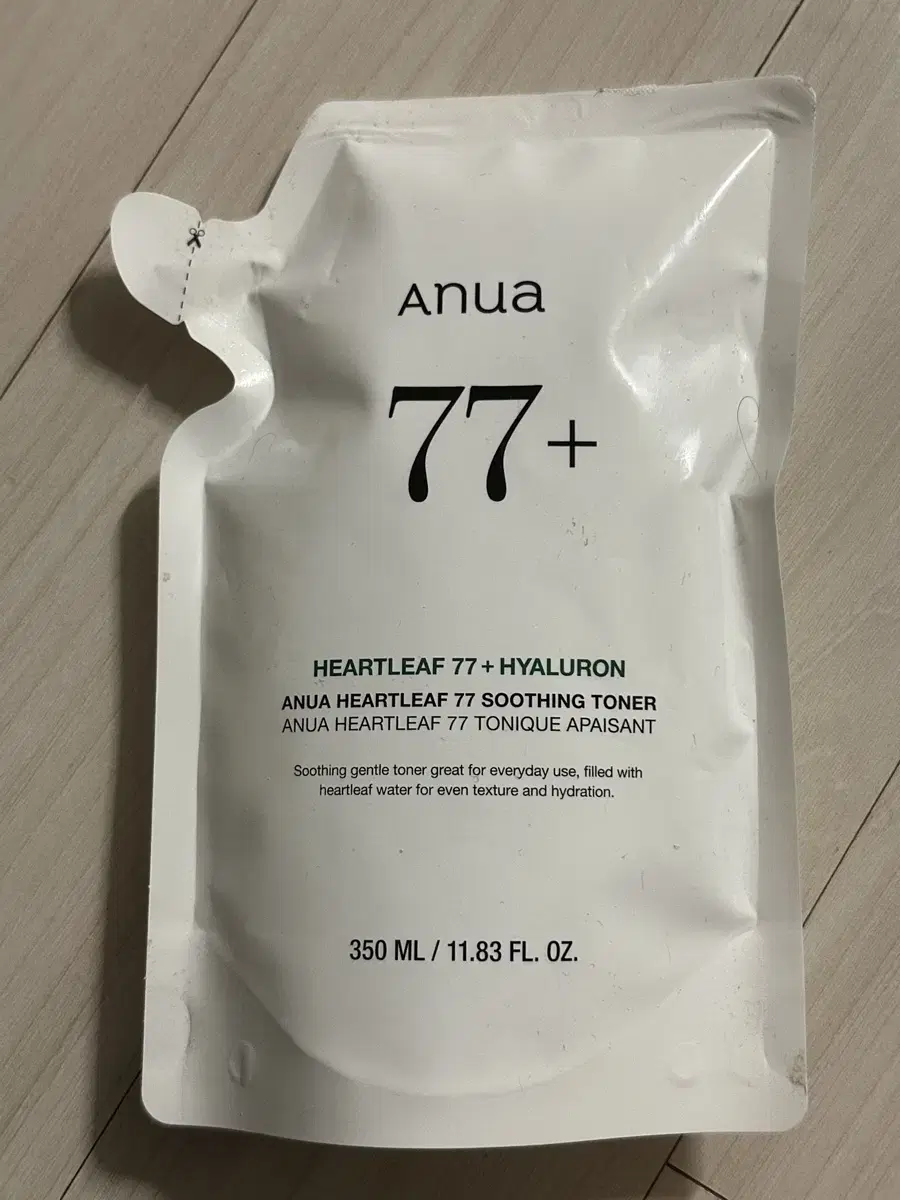 Anua
77+
HEARTLEAF 77 + HYALURON
ANUA HEARTLEAF 77 SOOTHING TONER
ANUA HEARTLEAF 77 TONIQUE APAISANT
Soothing gentle toner great for everyday use, filled with
heartleaf water for even texture and hydration.
350 ML / 11.83 FL. OZ.